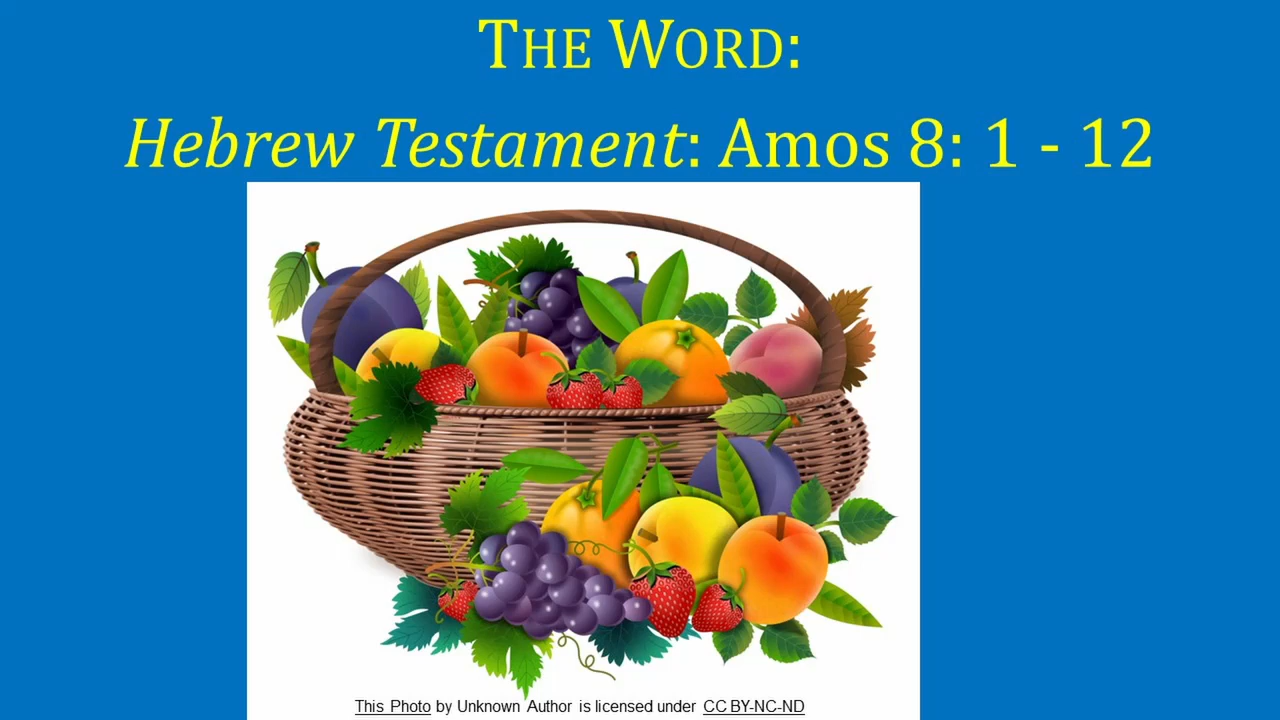 THE WORD:
Hebrew Testament: Amos 8: 1 - 12
This Photo by Unknown Author is licensed under CC BY-NC-ND